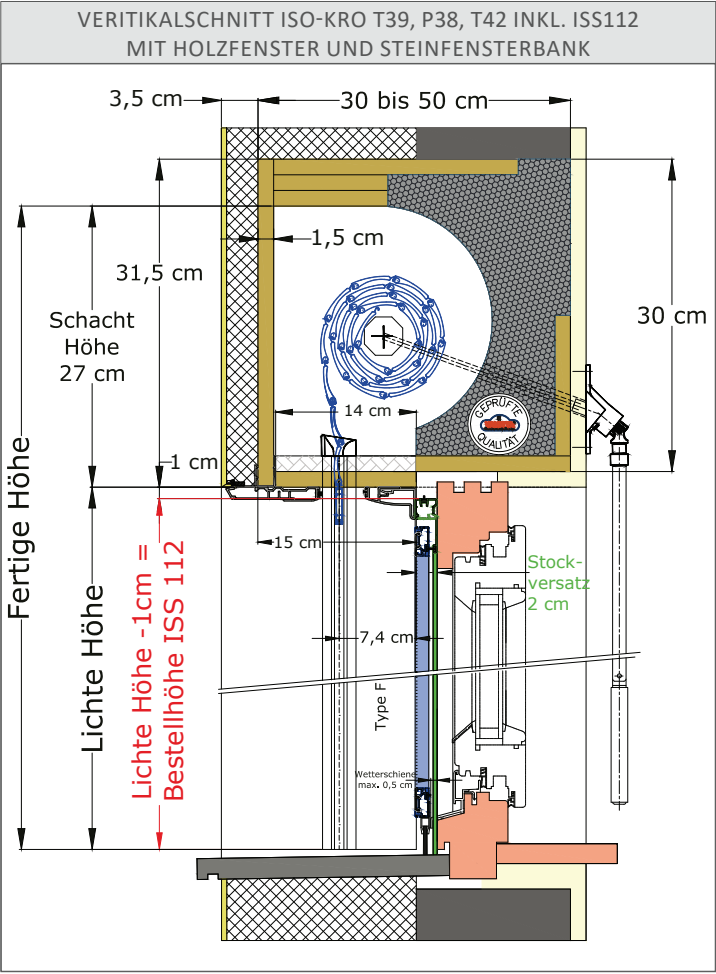 VERITIKALSCHNITT ISO-KRO T39, P38, T42 INKL. ISS112
MIT HOLZFENSTER UND STEINFENSTERBANK
3,5 cm
30 bis 50 cm
1,5 cm
31,5 cm
Schacht
Höhe
27 cm
30 cm
14 cm
GEPRÜFTE
QUALITÄT
1 cm
15 cm
Fertige Höhe
Lichte Höhe
Lichte Höhe -1cm =
Bestellhöhe ISS 112
Stock-
versatz
2 cm
7,4 cm
Type F
Wetterschiene
max. 0,5 cm